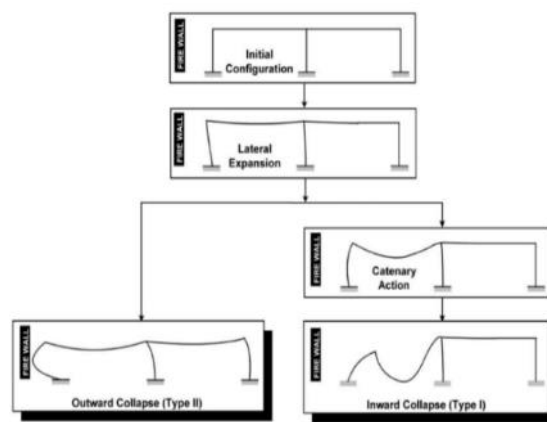 FIRE WALL
Initial
Configuration
FIRE WALL
Lateral
Expansion
FIRE WALL
Catenary
Action
FIRE WALL
Outward Collapse (Type II)
FIRE WALL
Inward Collapse (Type I)